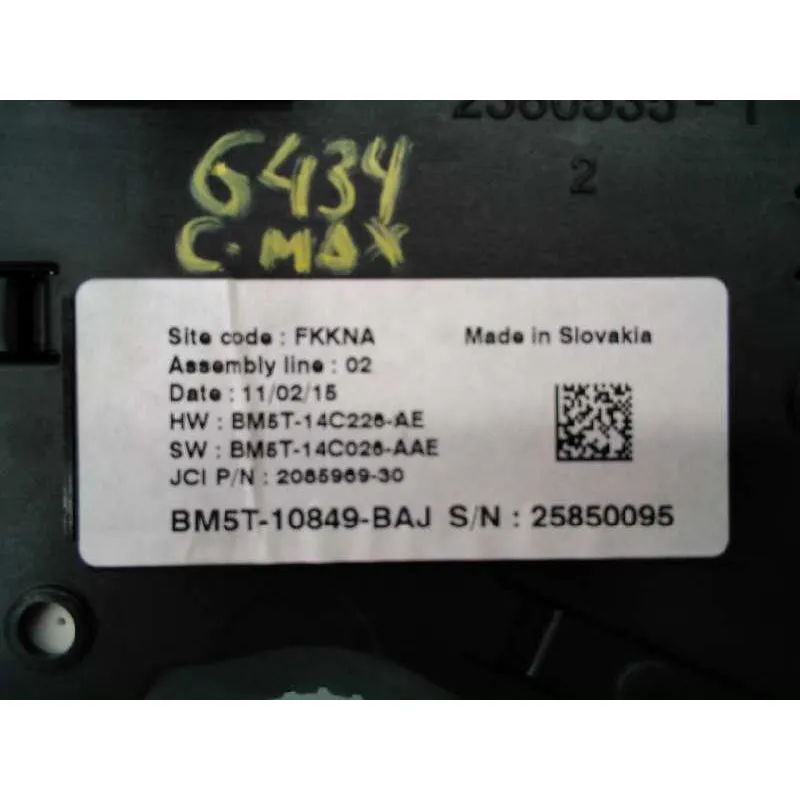 2
6434
C-MAX
Site code : FKKNA Made in Slovakia
Assembly line : 02
Date : 11/02/15
HW : BM5T-14C226-AE
SW : BM5T-14C026-AAE
JCI P/N : 2085969-30
BM5T-10849-BAJ S/N : 25850095